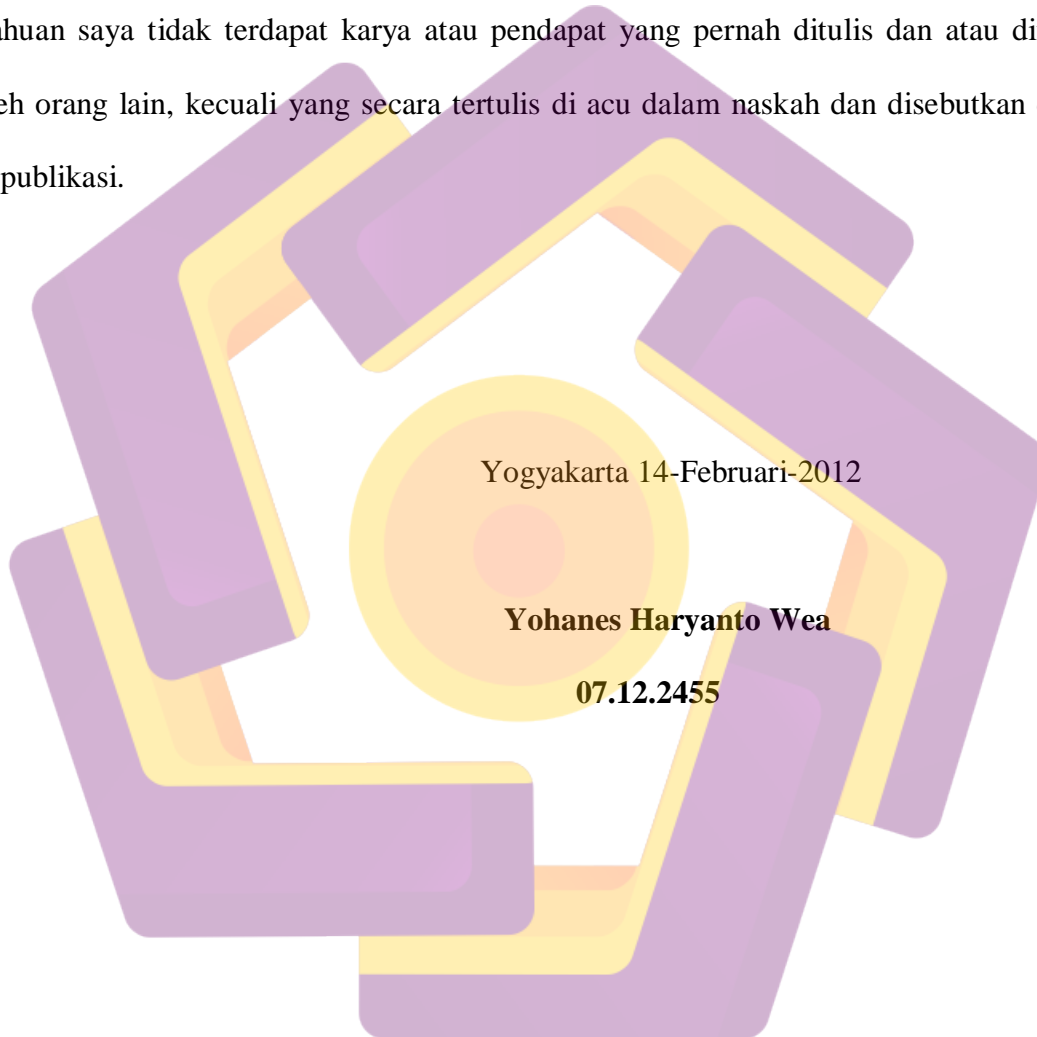 ahuan saya tidak terdapat karya atau pendapat yang pernah ditulis dan atau di
eh orang lain, kecuali yang secara tertulis di acu dalam naskah dan disebutkan
publikasi.
Yogyakarta 14-Februari-2012
Yohanes Haryanto Wea
07.12.2455